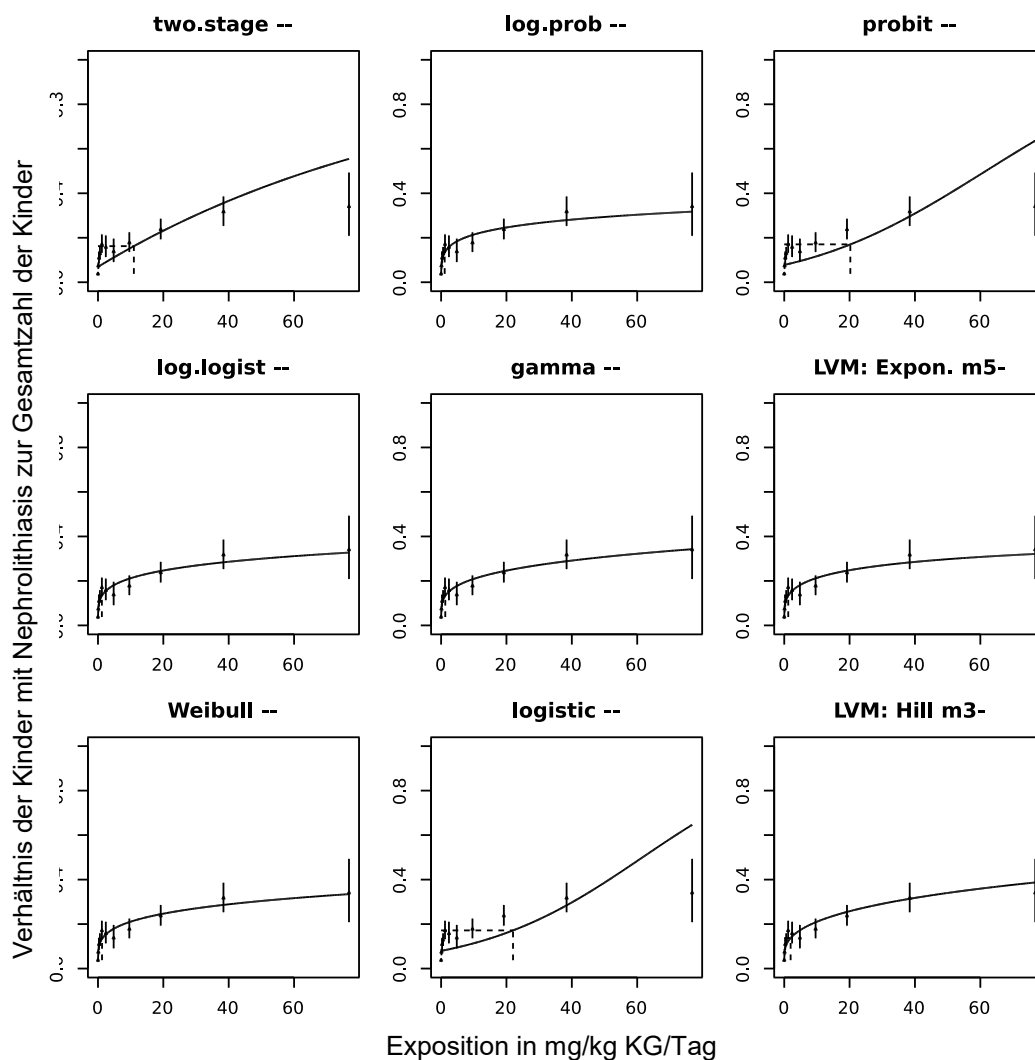 Verhältnis der Kinder mit Nephrolithiasis zur Gesamtzahl der Kinder
two.stage --
0 20 40 60
log.prob --
0.8
0.4
0.0
0 20 40 60
probit --
0.8
0.4
0.0
0 20 40 60
log.logist --
0 20 40 60
gamma --
0.8
0.4
0.0
0 20 40 60
LVM: Expon. m5-
0.8
0.4
0.0
0 20 40 60
Weibull --
0 20 40 60
logistic --
0.8
0.4
0.0
0 20 40 60
LVM: Hill m3-
0.8
0.4
0.0
0 20 40 60
Exposition in mg/kg KG/Tag